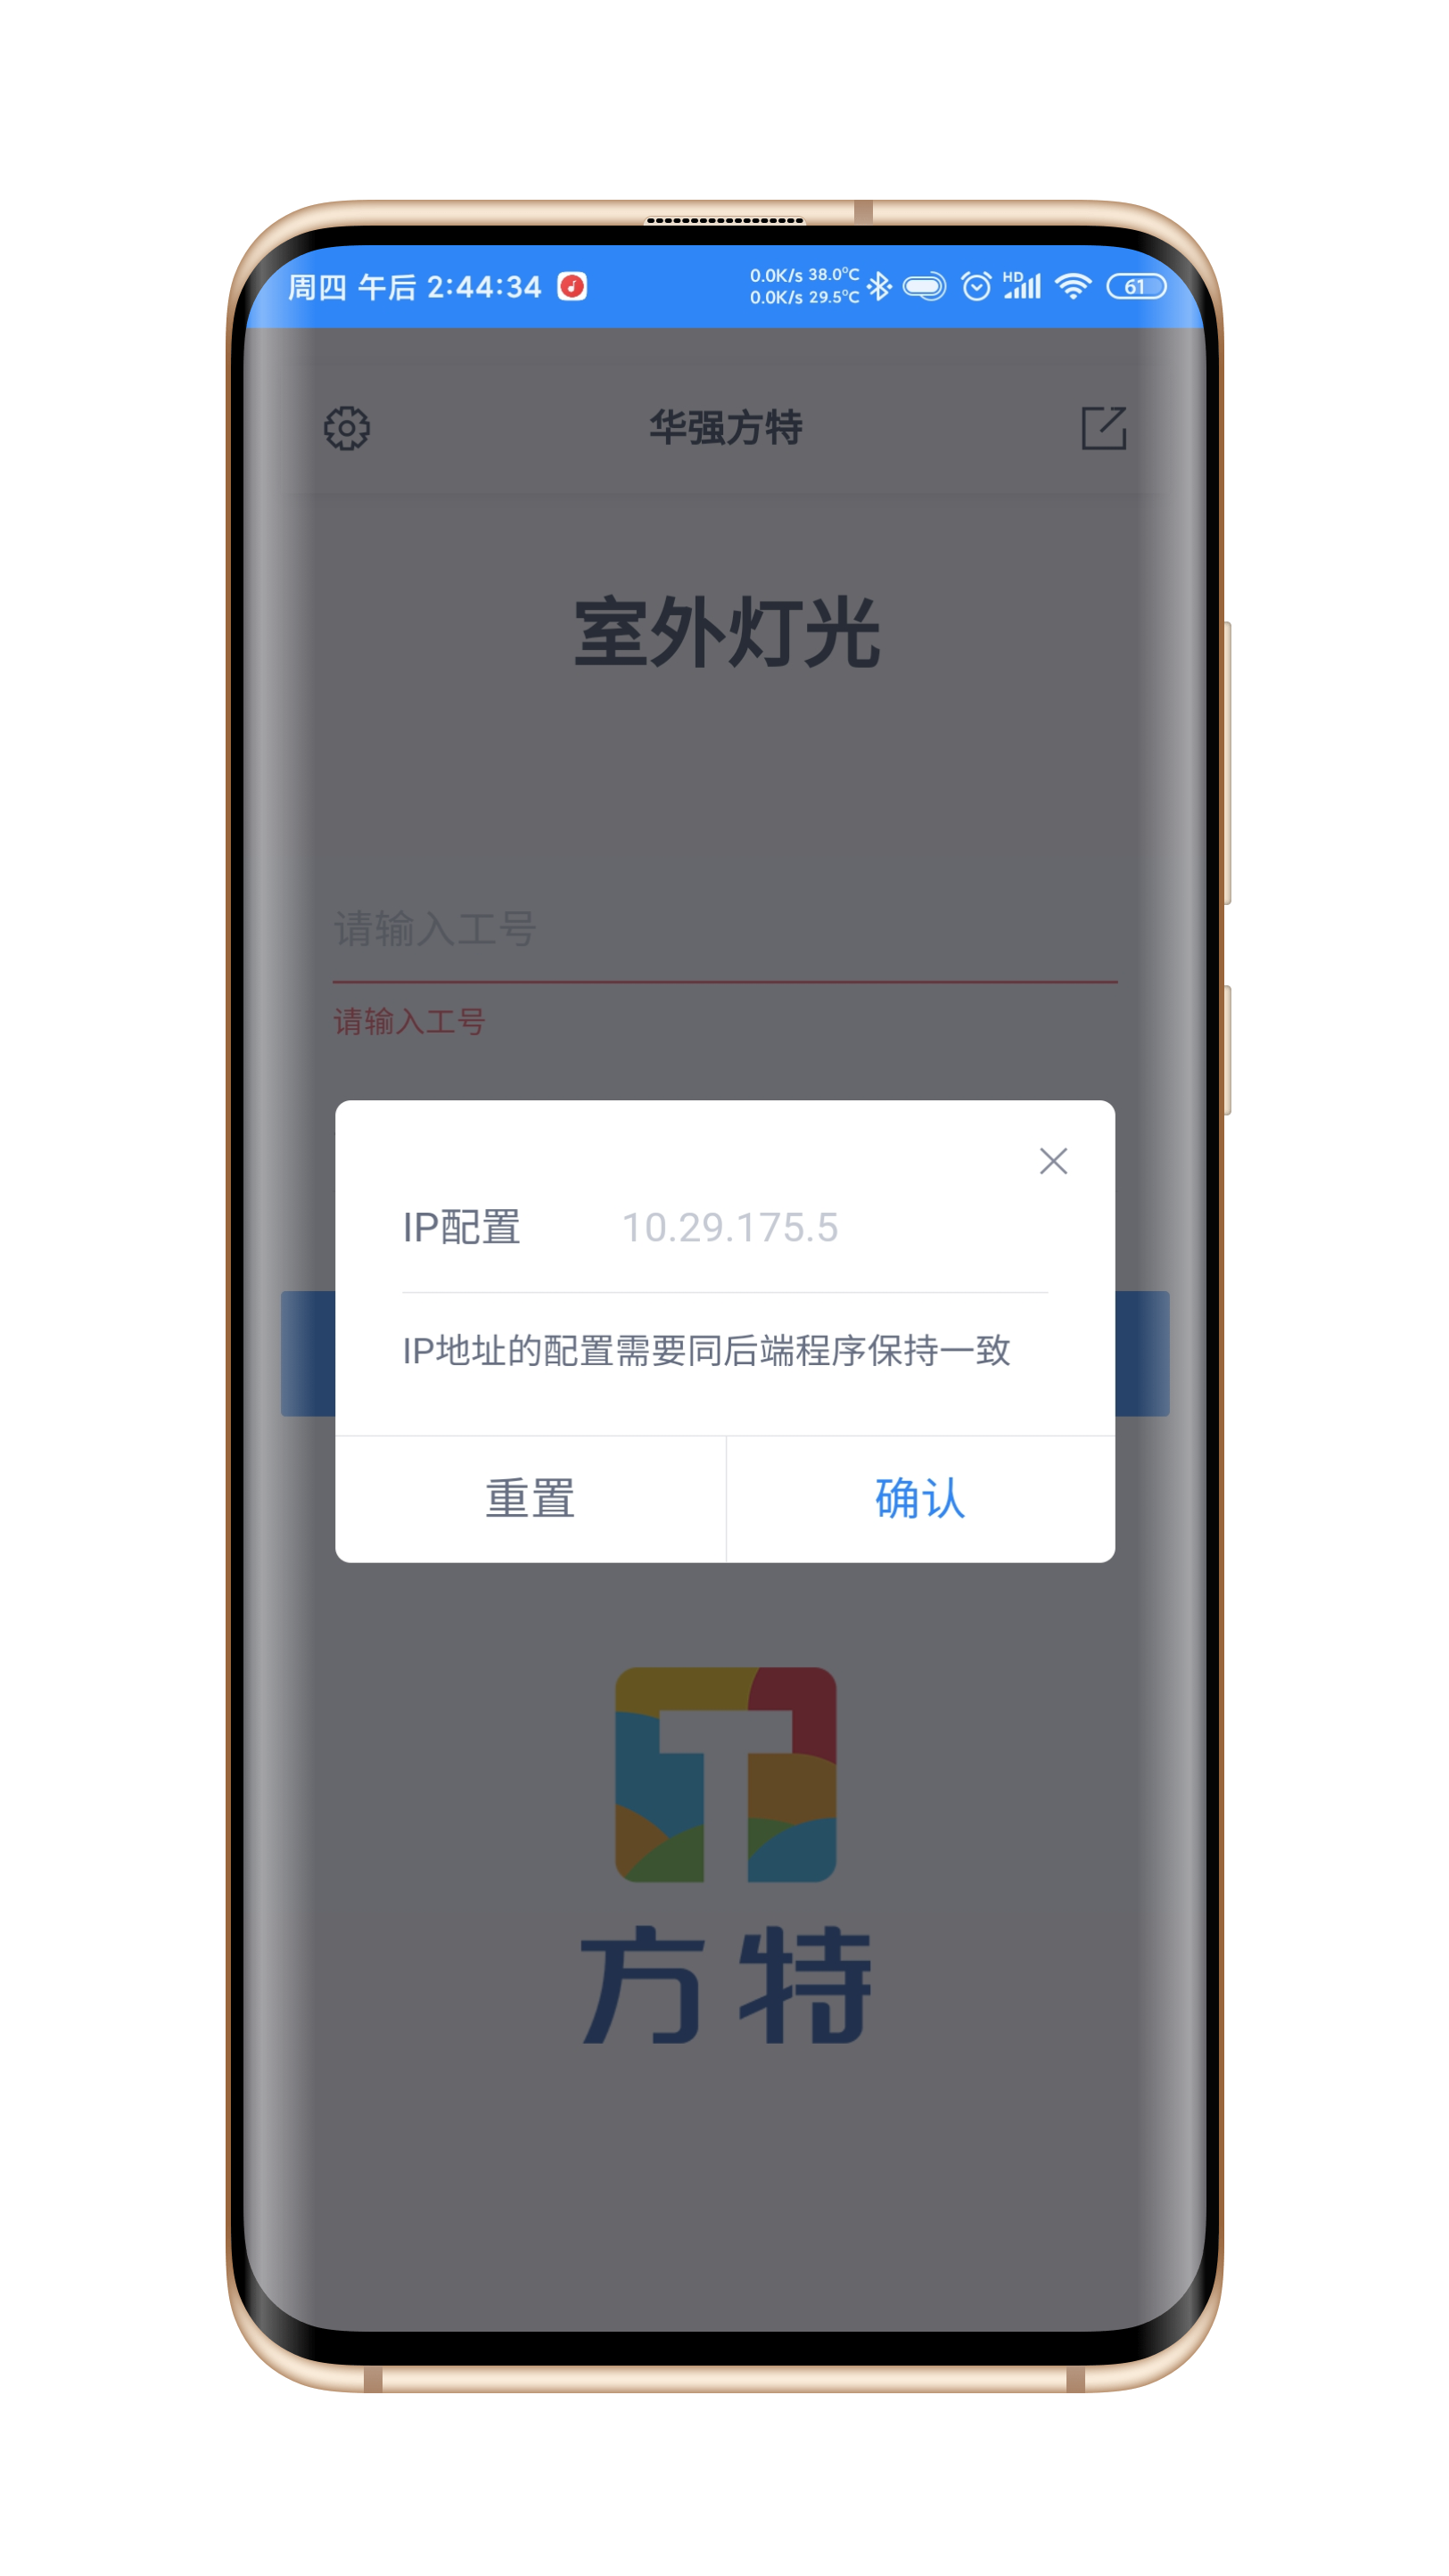 周四 午后 2:44:34
0.0K/s 38.0°C
0.0K/s 29.5°C
HD
61
华强方特
室外灯光
请输入工号
请输入工号
IP配置 10.29.175.5
IP地址的配置需要同后端程序保持一致
重置 确认
方特